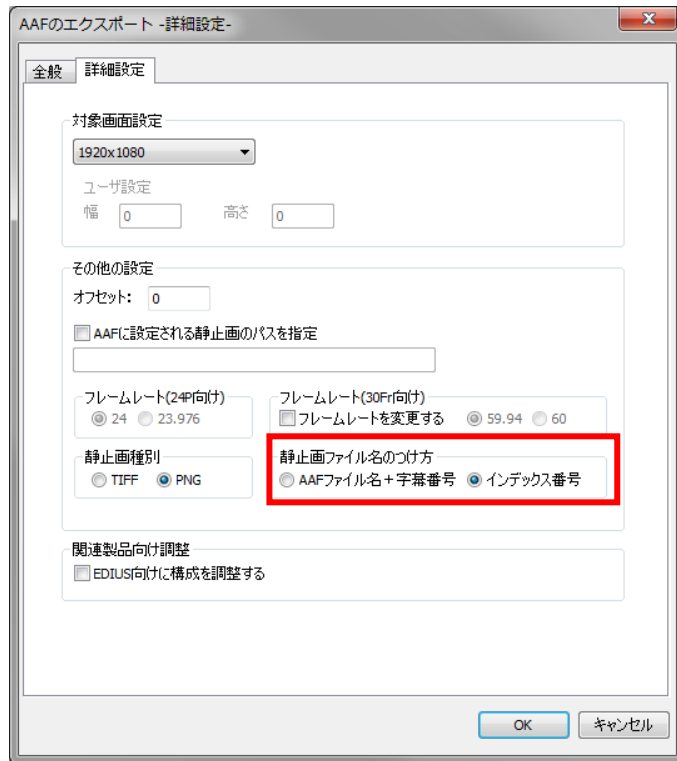 AAFのエクスポート -詳細設定-
全般 詳細設定
対象画面設定
1920x1080
ユーザ設定
幅 0 高さ 0
その他の設定
オフセット: 0
AAFに設定される静止画のパスを指定
フレームレート(24P向け) フレームレート(30Fr向け)
24 23.976 フレームレートを変更する 59.94 60
静止画種別 静止画ファイル名のつけ方
TIFF PNG AAFファイル名+字幕番号 インデックス番号
関連製品向け調整
EDIUS向けに構成を調整する
OK キャンセル